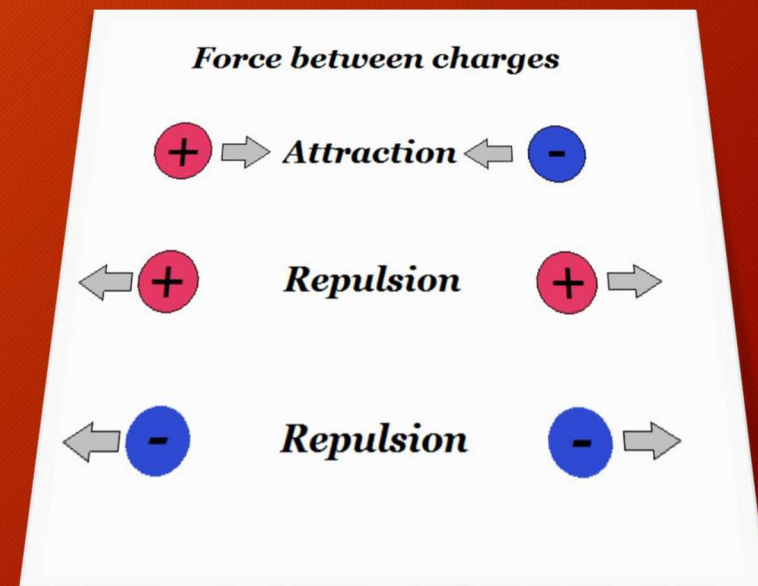 Force between charges
+ Attraction -
+ Repulsion +
- Repulsion -